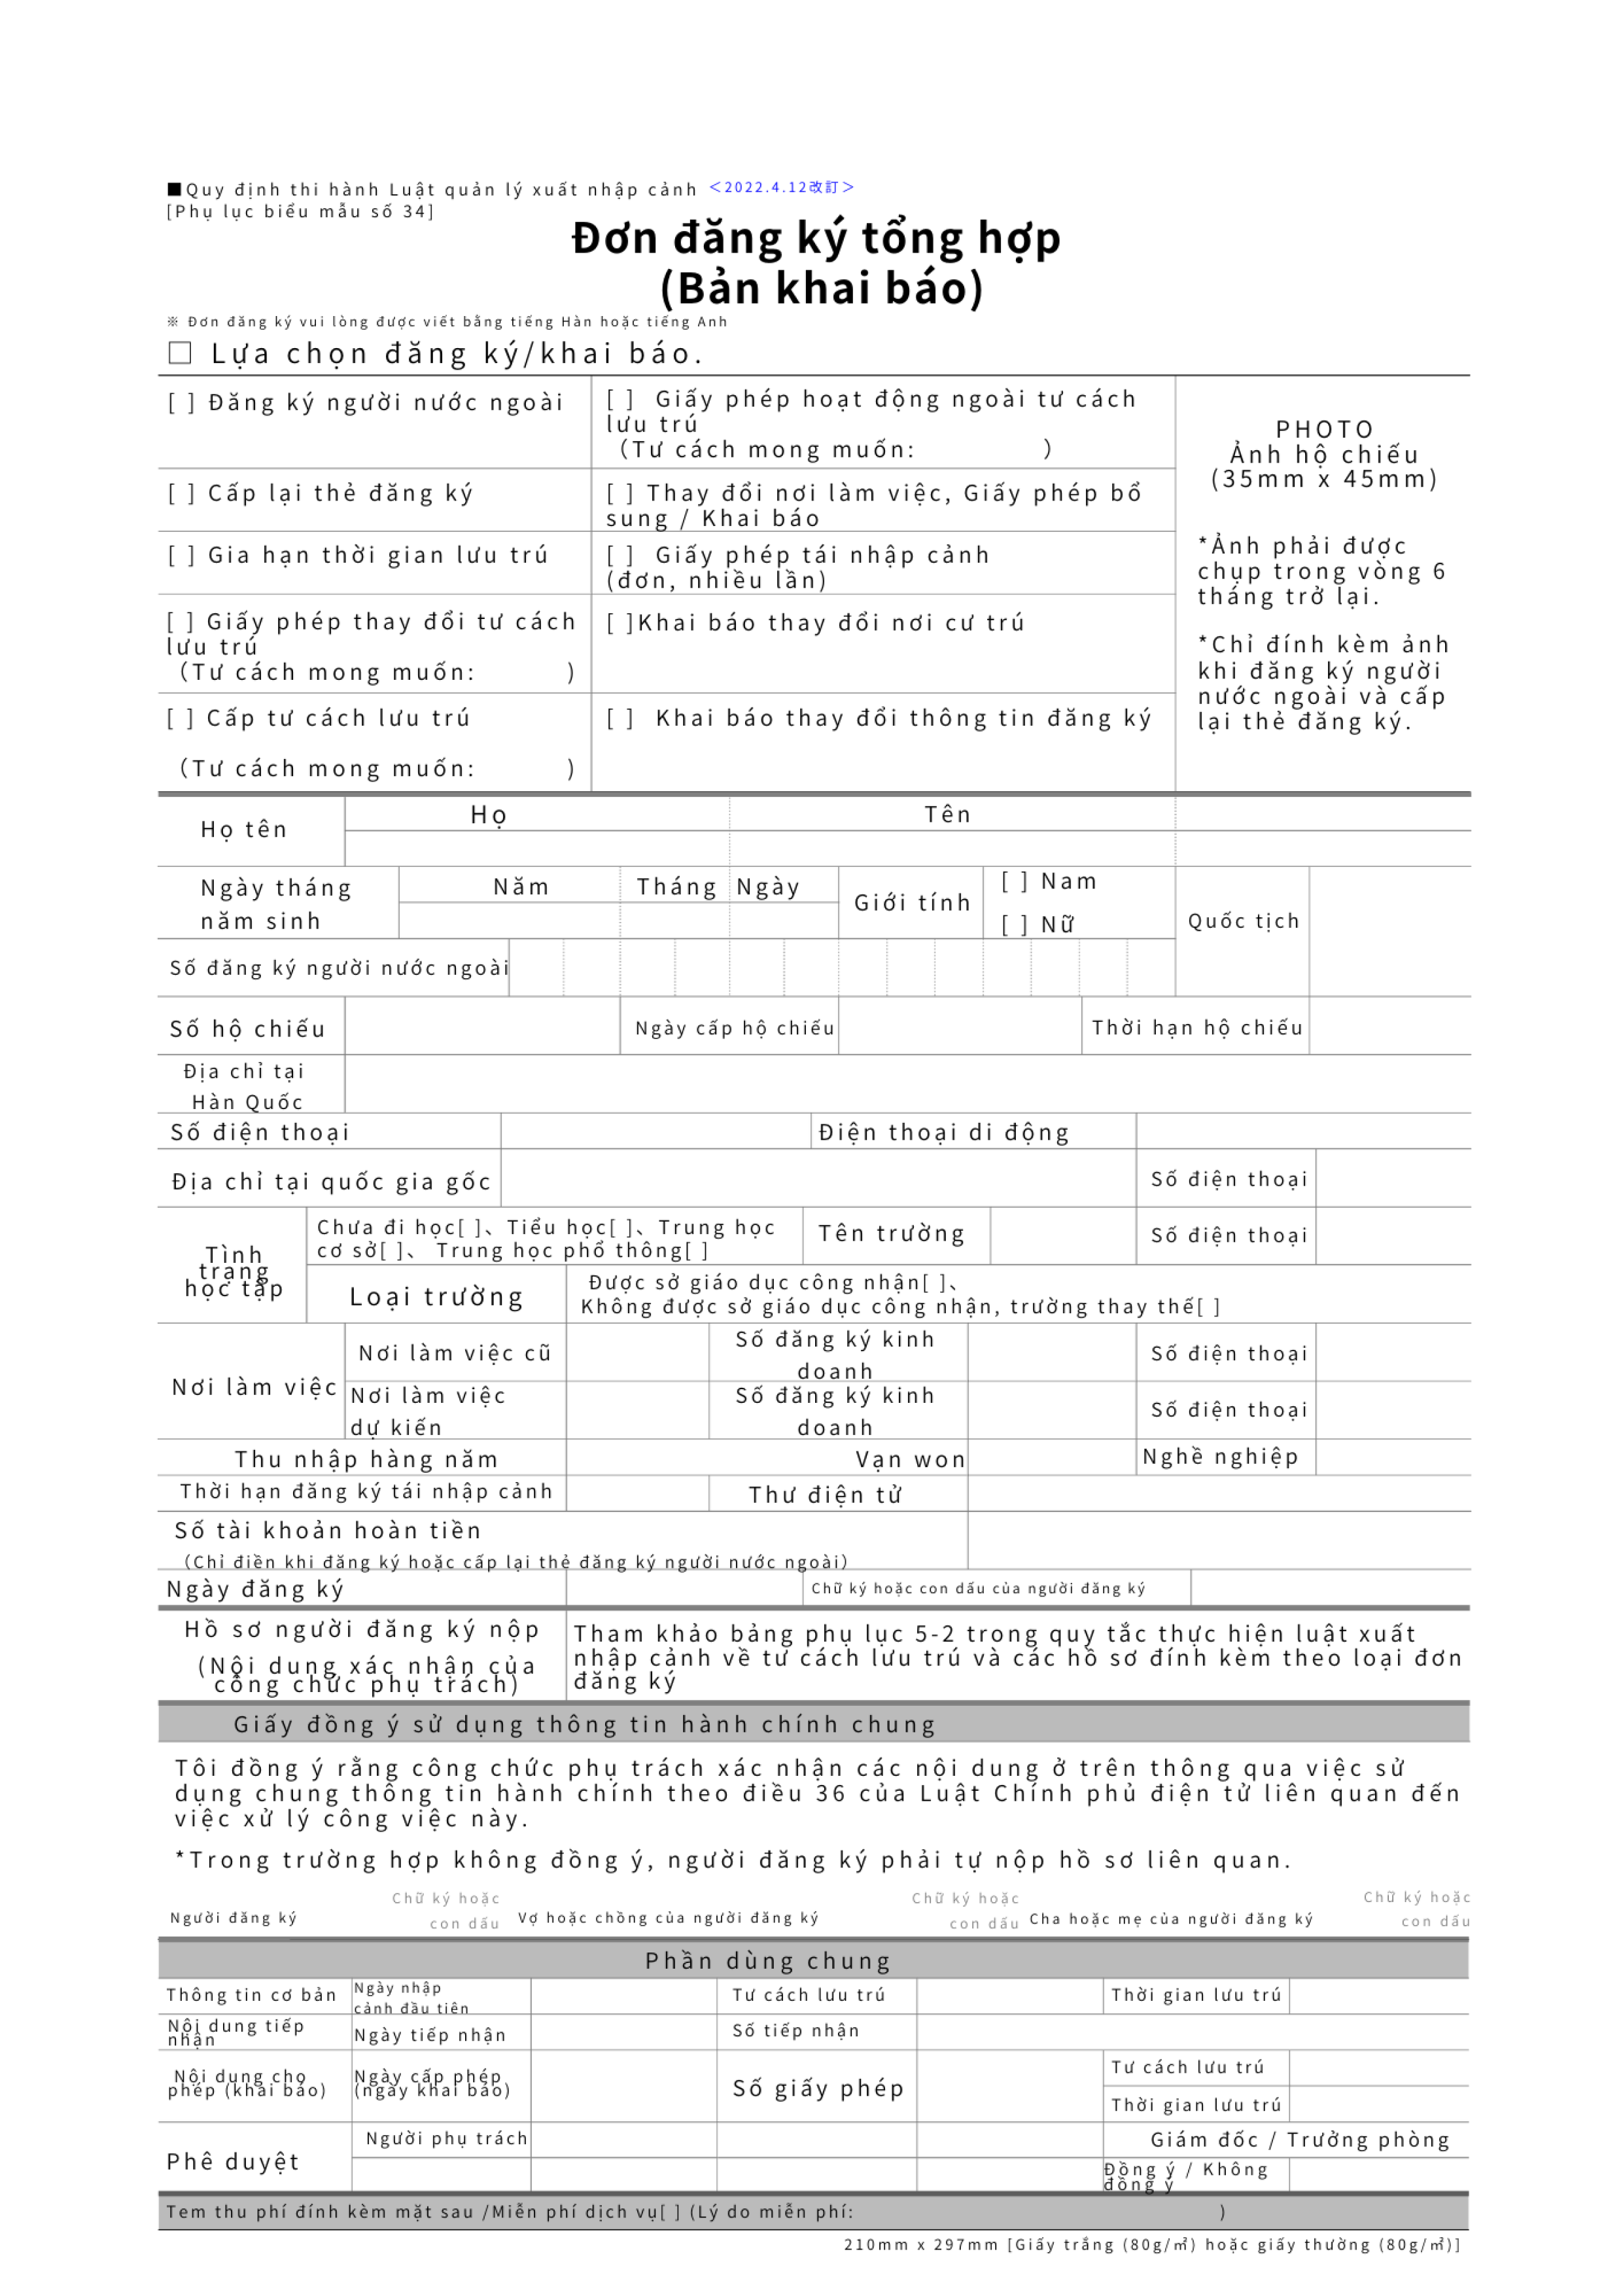 ■Quy định thi hành Luật quản lý xuất nhập cảnh <2022.4.12改訂>
[Phụ lục biểu mẫu số 34]
Đơn đăng ký tổng hợp
(Bản khai báo)
※ Đơn đăng ký vui lòng được viết bằng tiếng Hàn hoặc tiếng Anh
□ Lựa chọn đăng ký/khai báo.
[ ] Đăng ký người nước ngoài
[ ] Giấy phép hoạt động ngoài tư cách
lưu trú
(Tư cách mong muốn: )
PHOTO
Ảnh hộ chiếu
(35mm x 45mm)
*Ảnh phải được
chụp trong vòng 6
tháng trở lại.
*Chỉ đính kèm ảnh
khi đăng ký người
nước ngoài và cấp
lại thẻ đăng ký.
[ ] Cấp lại thẻ đăng ký
[ ] Thay đổi nơi làm việc, Giấy phép bổ
sung / Khai báo
[ ] Gia hạn thời gian lưu trú
[ ] Giấy phép tái nhập cảnh
(đơn, nhiều lần)
[ ] Giấy phép thay đổi tư cách
lưu trú
(Tư cách mong muốn: )
[ ]Khai báo thay đổi nơi cư trú
[ ] Cấp tư cách lưu trú
(Tư cách mong muốn: )
[ ] Khai báo thay đổi thông tin đăng ký
Họ tên
Họ
Tên
Ngày tháng
năm sinh
Năm
Tháng
Ngày
Giới tính
[ ] Nam
[ ] Nữ
Quốc tịch
Số đăng ký người nước ngoài
Số hộ chiếu
Ngày cấp hộ chiếu
Thời hạn hộ chiếu
Địa chỉ tại
Hàn Quốc
Số điện thoại
Điện thoại di động
Địa chỉ tại quốc gia gốc
Số điện thoại
Tình
trạng
học tập
Chưa đi học[ ]、Tiểu học[ ]、Trung học
cơ sở[ ]、 Trung học phổ thông[ ]
Tên trường
Số điện thoại
Loại trường
Được sở giáo dục công nhận[ ]、
Không được sở giáo dục công nhận, trường thay thế[ ]
Nơi làm việc
Nơi làm việc cũ
Số đăng ký kinh
doanh
Số điện thoại
Nơi làm việc
dự kiến
Số đăng ký kinh
doanh
Số điện thoại
Thu nhập hàng năm
Vạn won
Nghề nghiệp
Thời hạn đăng ký tái nhập cảnh
Thư điện tử
Số tài khoản hoàn tiền
(Chỉ điền khi đăng ký hoặc cấp lại thẻ đăng ký người nước ngoài)
Ngày đăng ký
Chữ ký hoặc con dấu của người đăng ký
Hồ sơ người đăng ký nộp
(Nội dung xác nhận của
công chức phụ trách)
Tham khảo bảng phụ lục 5-2 trong quy tắc thực hiện luật xuất
nhập cảnh về tư cách lưu trú và các hồ sơ đính kèm theo loại đơn
đăng ký
Giấy đồng ý sử dụng thông tin hành chính chung
Tôi đồng ý rằng công chức phụ trách xác nhận các nội dung ở trên thông qua việc sử
dụng chung thông tin hành chính theo điều 36 của Luật Chính phủ điện tử liên quan đến
việc xử lý công việc này.
*Trong trường hợp không đồng ý, người đăng ký phải tự nộp hồ sơ liên quan.
Người đăng ký
Chữ ký hoặc
con dấu
Vợ hoặc chồng của người đăng ký
Chữ ký hoặc
con dấu
Cha hoặc mẹ của người đăng ký
Chữ ký hoặc
con dấu
Phần dùng chung
Thông tin cơ bản
Ngày nhập
cảnh đầu tiên
Tư cách lưu trú
Thời gian lưu trú
Nội dung tiếp
nhận
Ngày tiếp nhận
Số tiếp nhận
Nội dung cho
phép (khai báo)
Ngày cấp phép
(ngày khai báo)
Số giấy phép
Tư cách lưu trú
Thời gian lưu trú
Phê duyệt
Người phụ trách
Giám đốc / Trưởng phòng
Đồng ý / Không
đồng ý
Tem thu phí đính kèm mặt sau /Miễn phí dịch vụ[ ] (Lý do miễn phí: )
210mm x 297mm [Giấy trắng (80g/㎡) hoặc giấy thường (80g/㎡)]